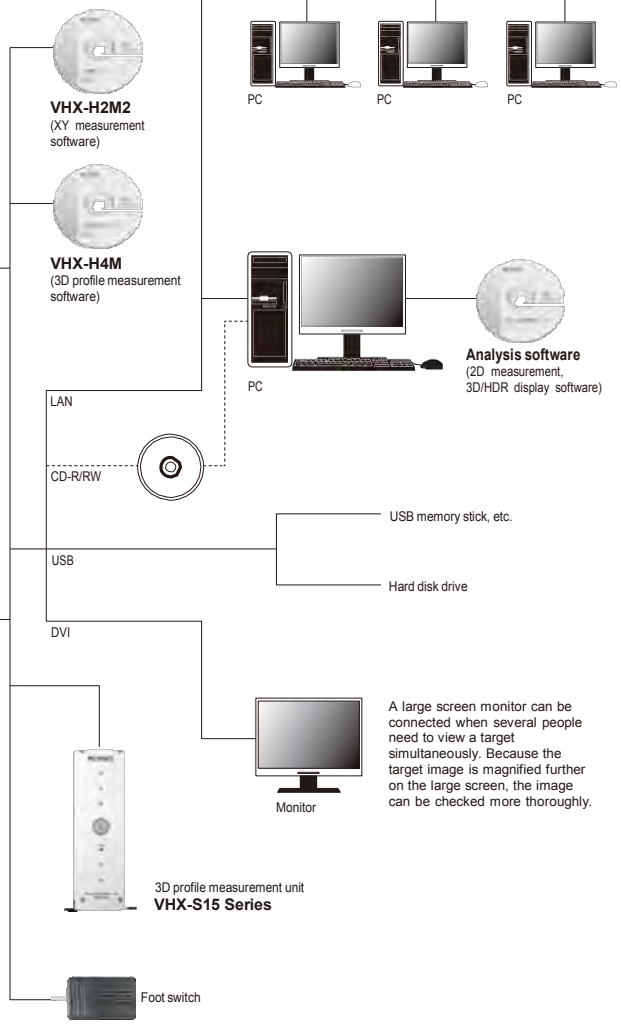 PC
PC
PC
VHX-H2M2
(XY measurement
software)
VHX-H4M
(3D profile measurement
software)
PC
Analysis software
(2D measurement,
3D/HDR display software)
LAN
CD-R/RW
USB memory stick, etc.
USB
Hard disk drive
DVI
A large screen monitor can be
connected when several people
need to view a target
simultaneously. Because the
target image is magnified further
on the large screen, the image
can be checked more thoroughly.
Monitor
3D profile measurement unit
VHX-S15 Series
Foot switch